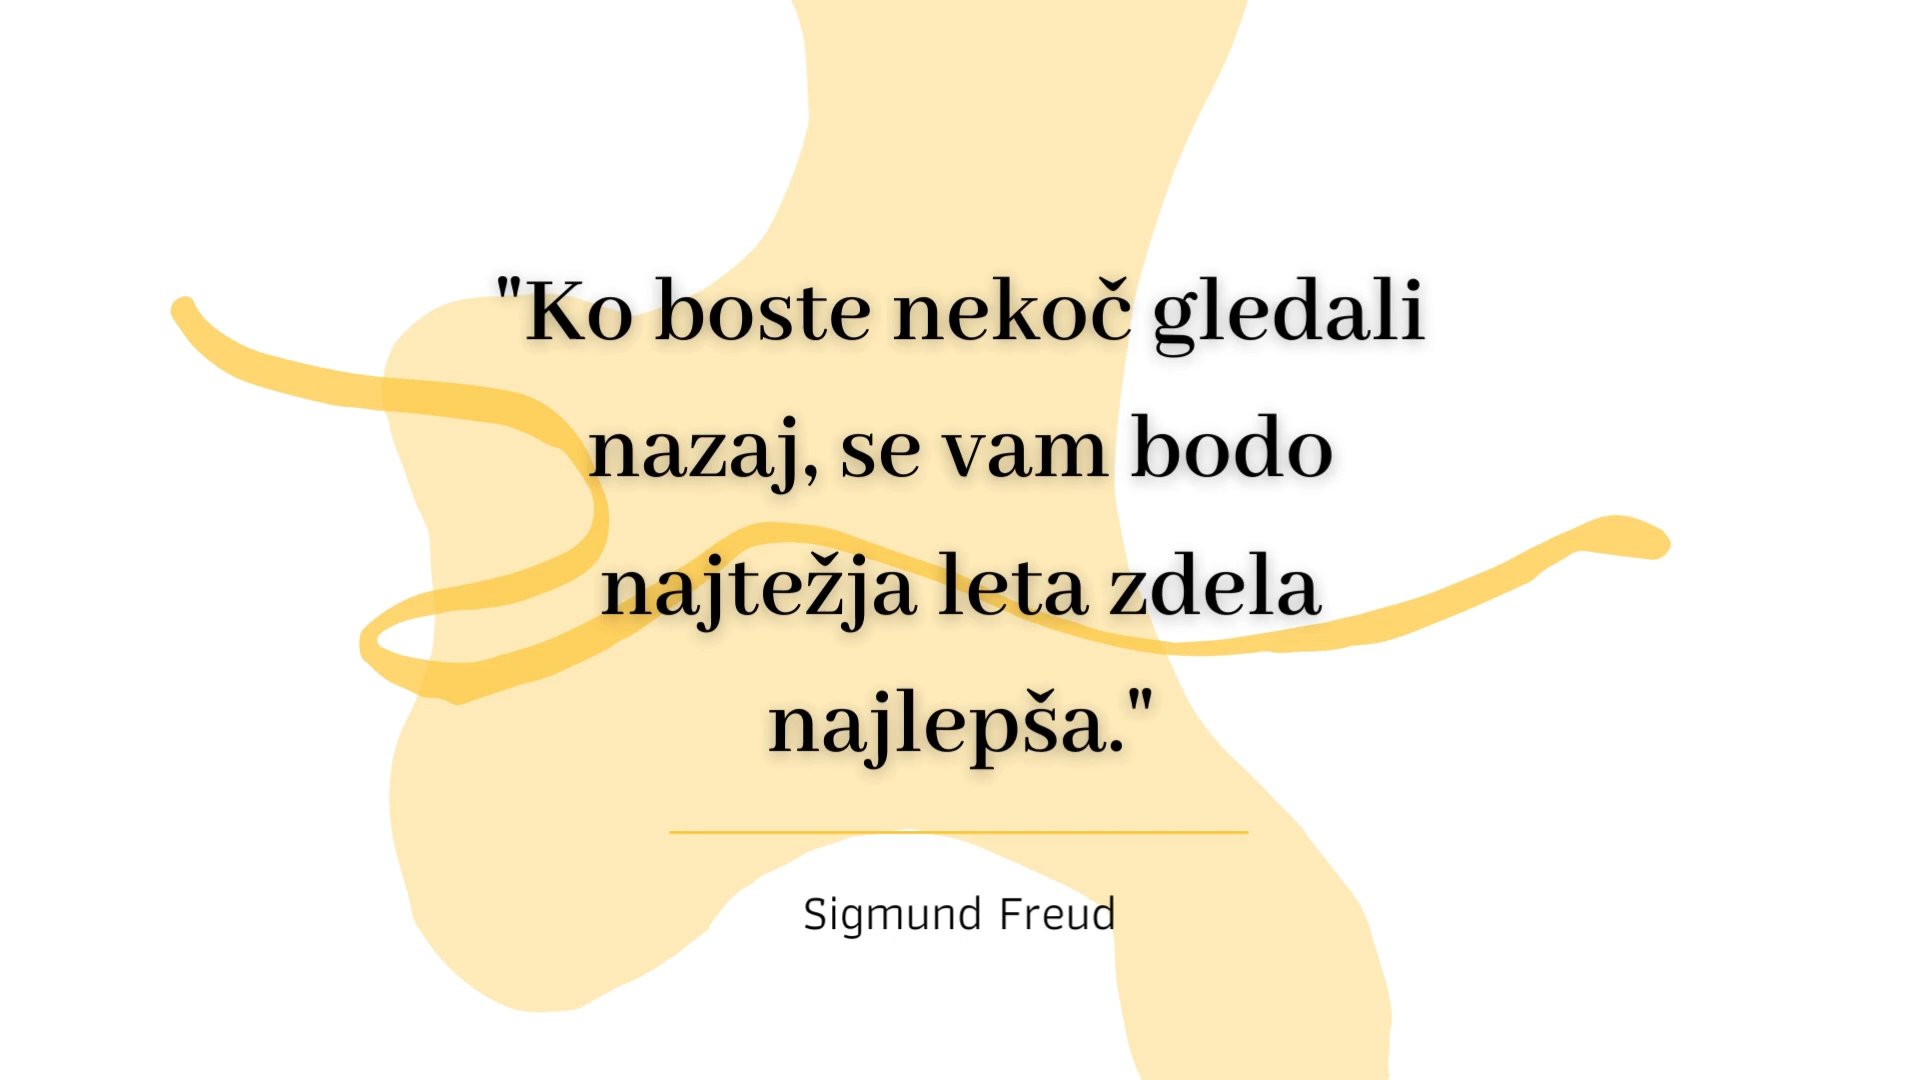 "Ko boste nekoč gledali
nazaj, se vam bodo
najtežja leta zdela
najlepša."
Sigmund Freud